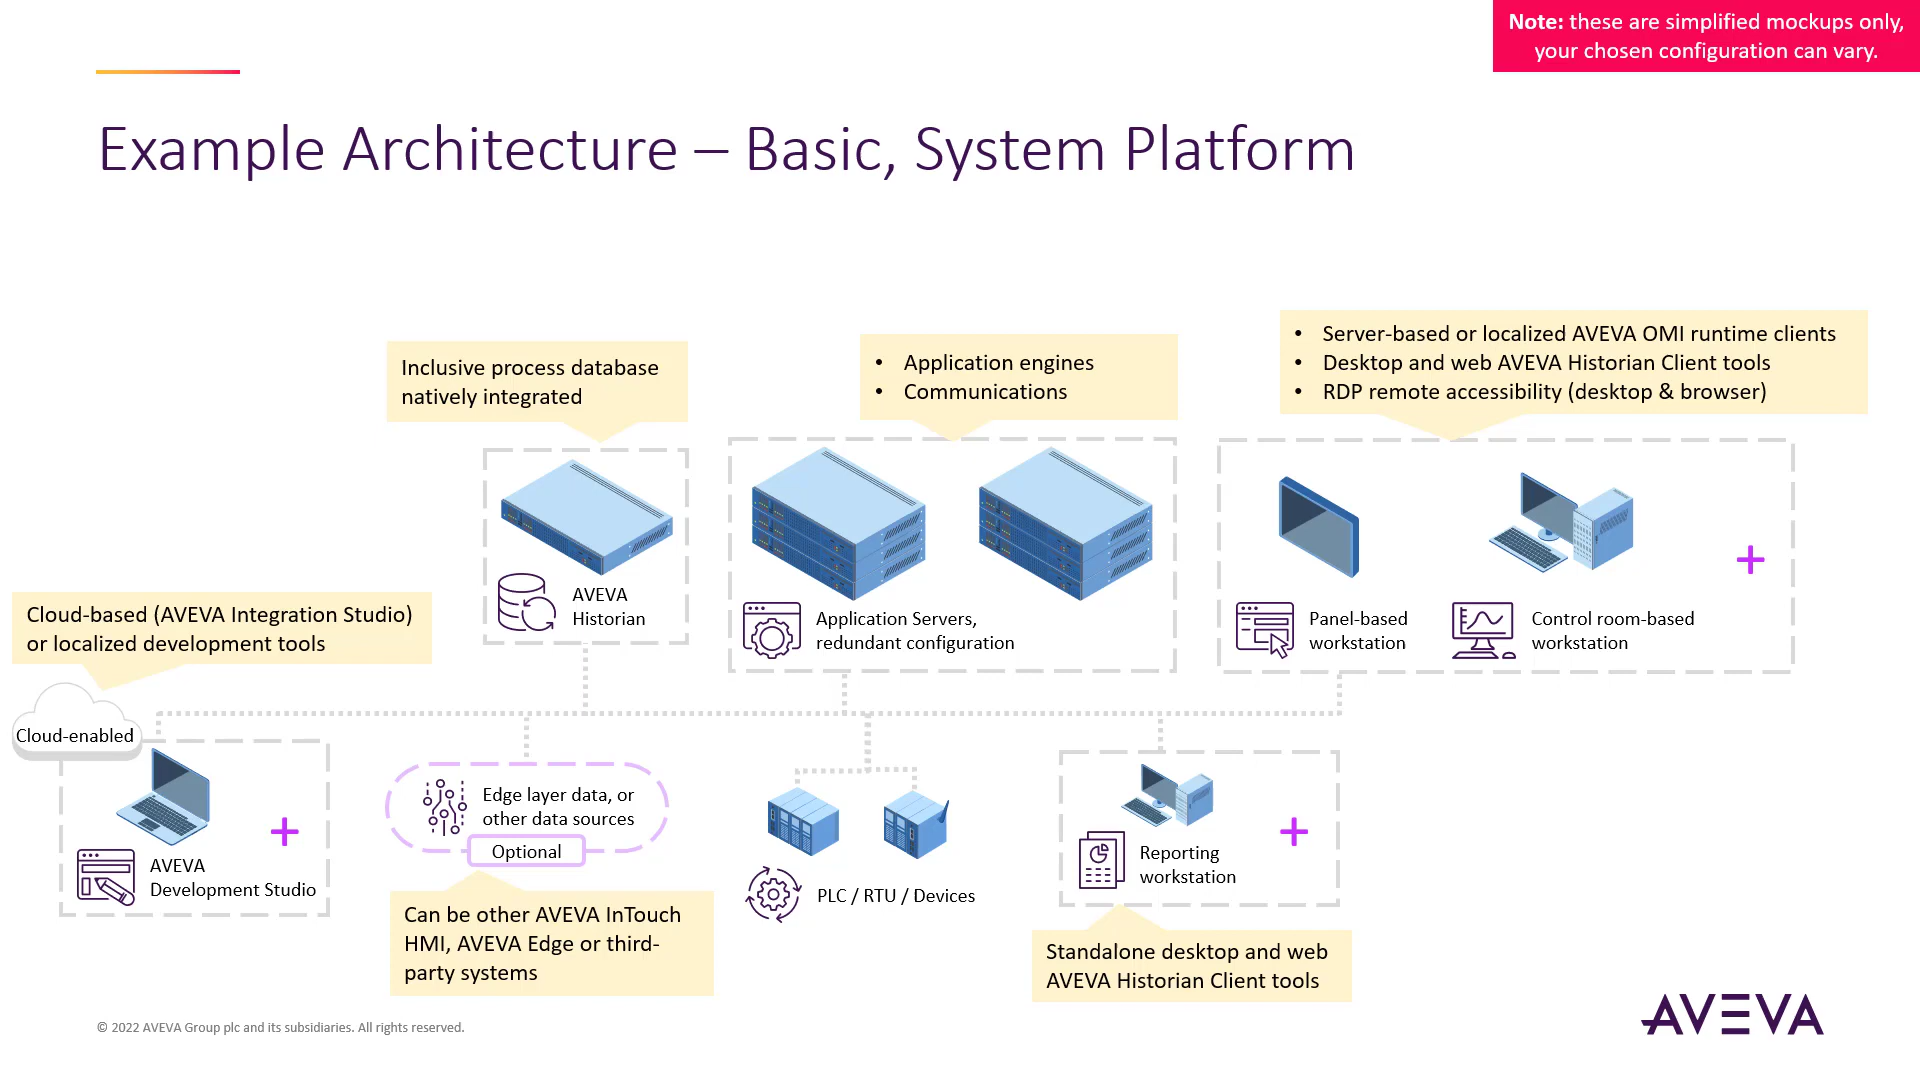 Note: these are simplified mockups only,
your chosen configuration can vary.
Example Architecture – Basic, System Platform
Inclusive process database
natively integrated
• Application engines
• Communications
• Server-based or localized AVEVA OMI runtime clients
• Desktop and web AVEVA Historian Client tools
• RDP remote accessibility (desktop & browser)
AVEVA
Historian
Application Servers,
redundant configuration
Panel-based
workstation
Control room-based
workstation
Cloud-based (AVEVA Integration Studio)
or localized development tools
Cloud-enabled
AVEVA
Development Studio
Edge layer data, or
other data sources
Optional
Can be other AVEVA InTouch
HMI, AVEVA Edge or third-
party systems
PLC / RTU / Devices
Reporting
workstation
Standalone desktop and web
AVEVA Historian Client tools
© 2022 AVEVA Group plc and its subsidiaries. All rights reserved.
AVEVA